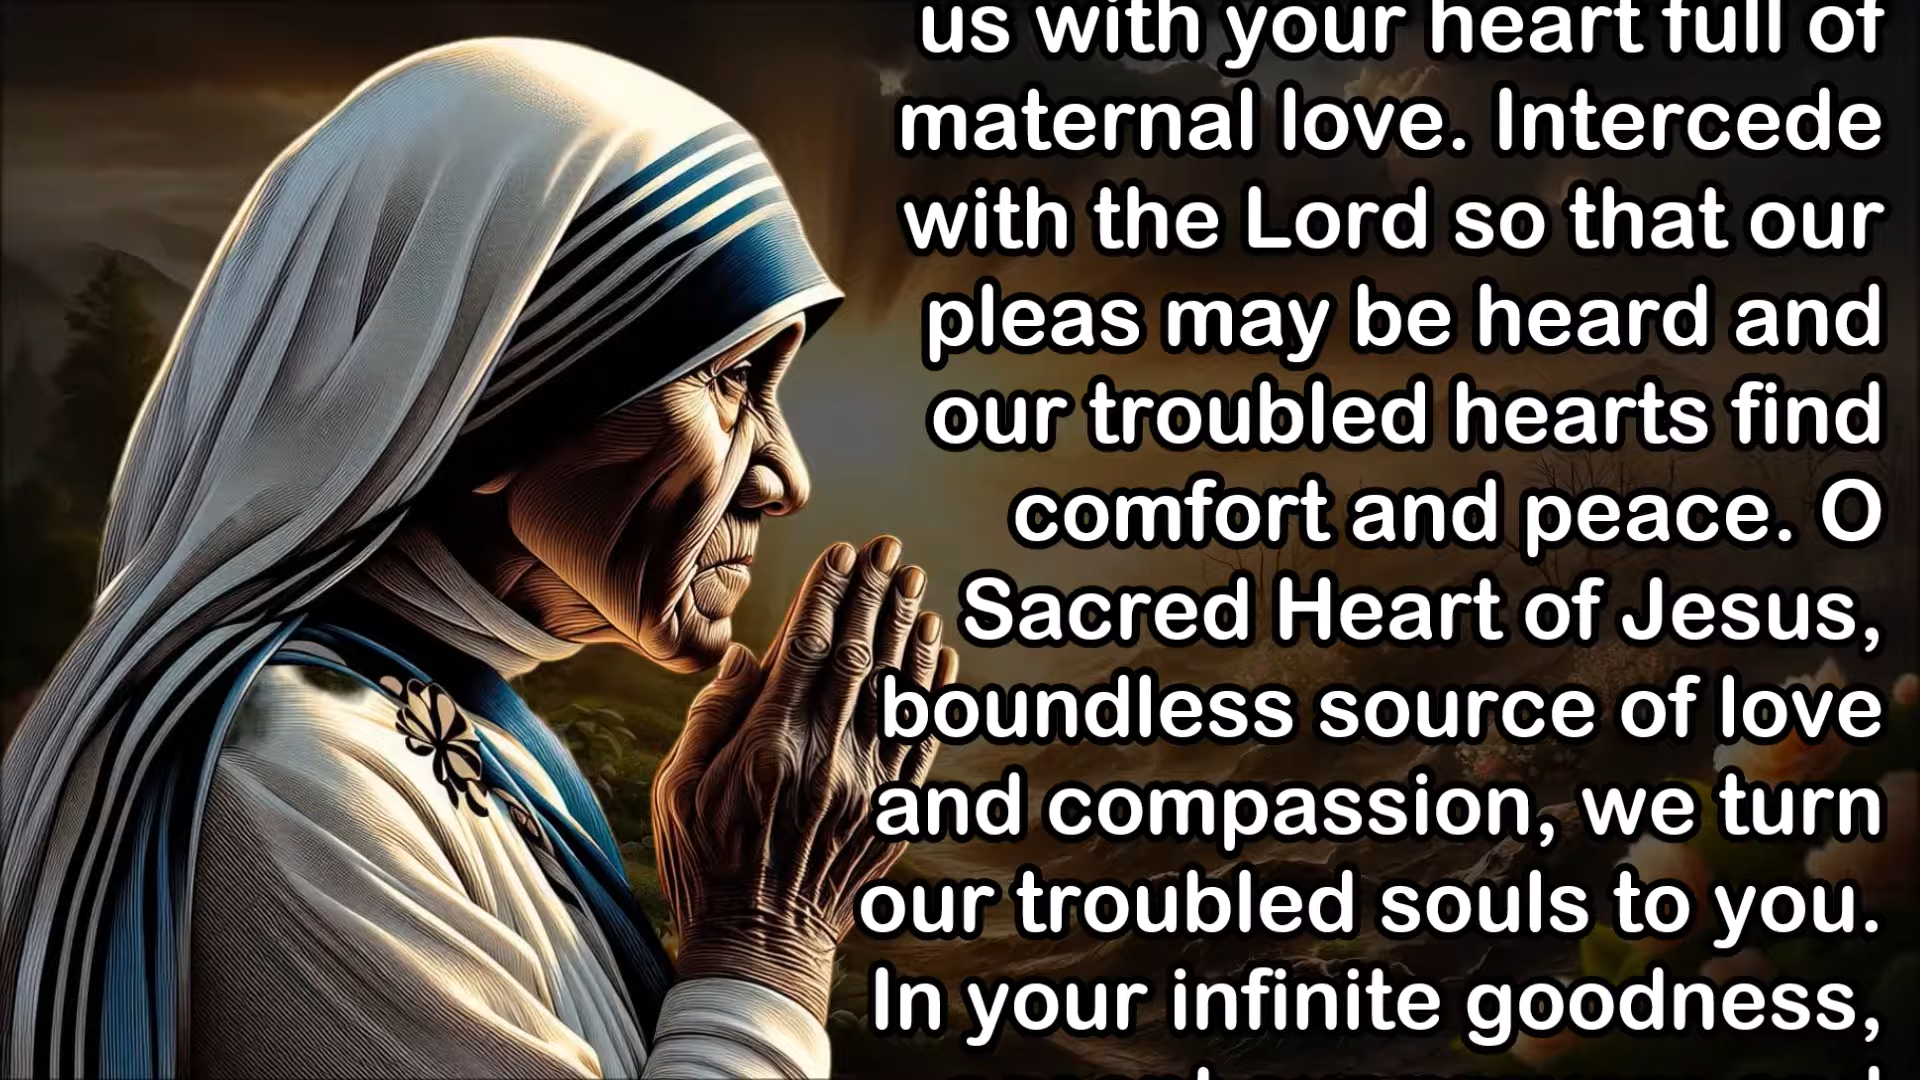 us with your heart full of
maternal love. Intercede
with the Lord so that our
pleas may be heard and
our troubled hearts find
comfort and peace. O
Sacred Heart of Jesus,
boundless source of love
and compassion, we turn
our troubled souls to you.
In your infinite goodness,